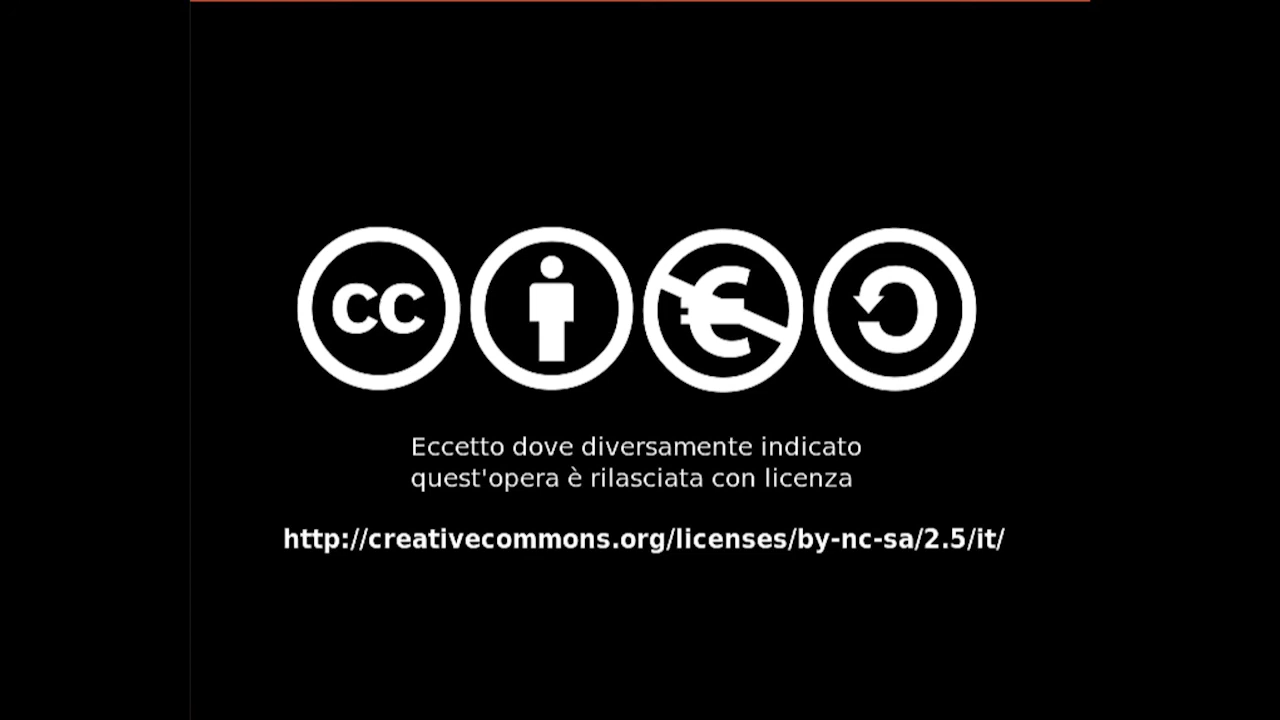 cc
Eccetto dove diversamente indicato
quest'opera è rilasciata con licenza
http://creativecommons.org/licenses/by-nc-sa/2.5/it/